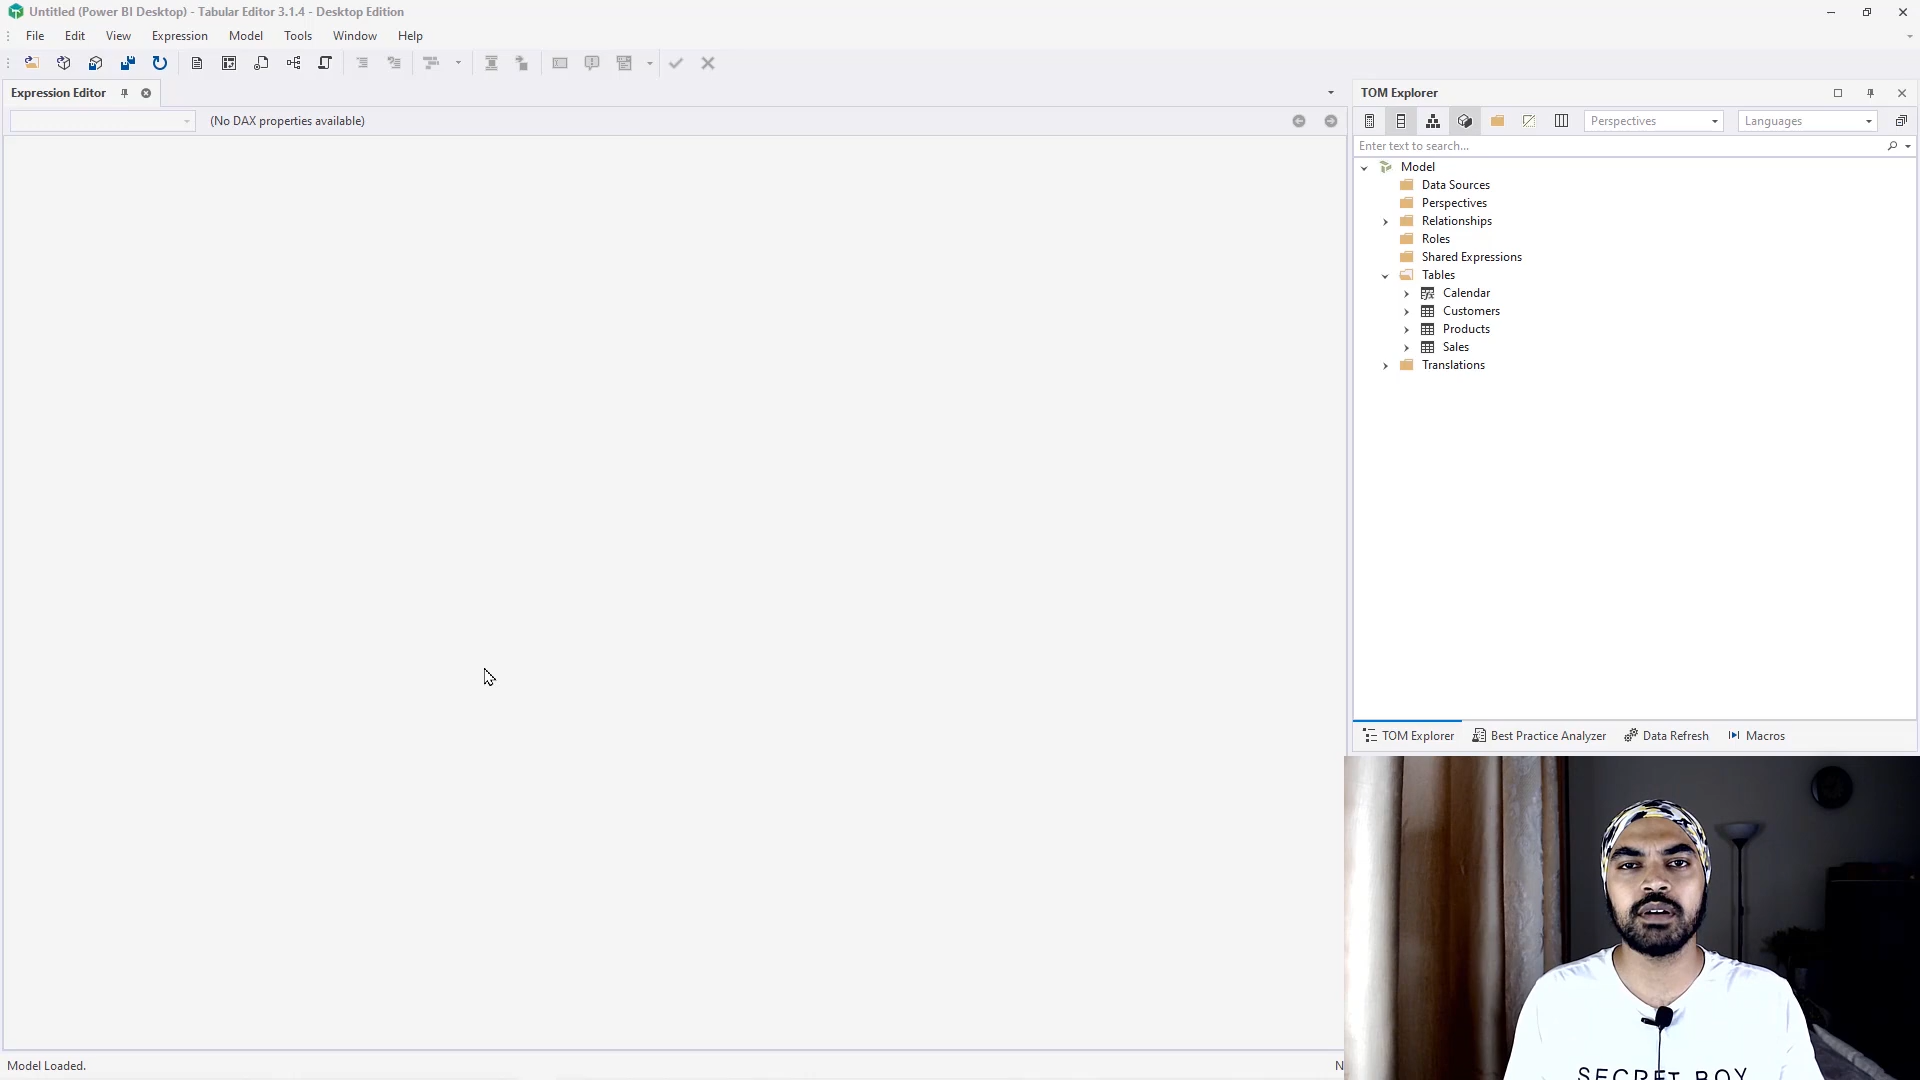 Untitled (Power BI Desktop) - Tabular Editor 3.1.4 - Desktop Edition
File Edit View Expression Model Tools Window Help
Expression Editor
(No DAX properties available)
TOM Explorer
Perspectives Languages
Enter text to search...
Model
Data Sources
Perspectives
Relationships
Roles
Shared Expressions
Tables
Calendar
Customers
Products
Sales
Translations
TOM Explorer Best Practice Analyzer Data Refresh Macros
Model Loaded.
N
SECRET BOY